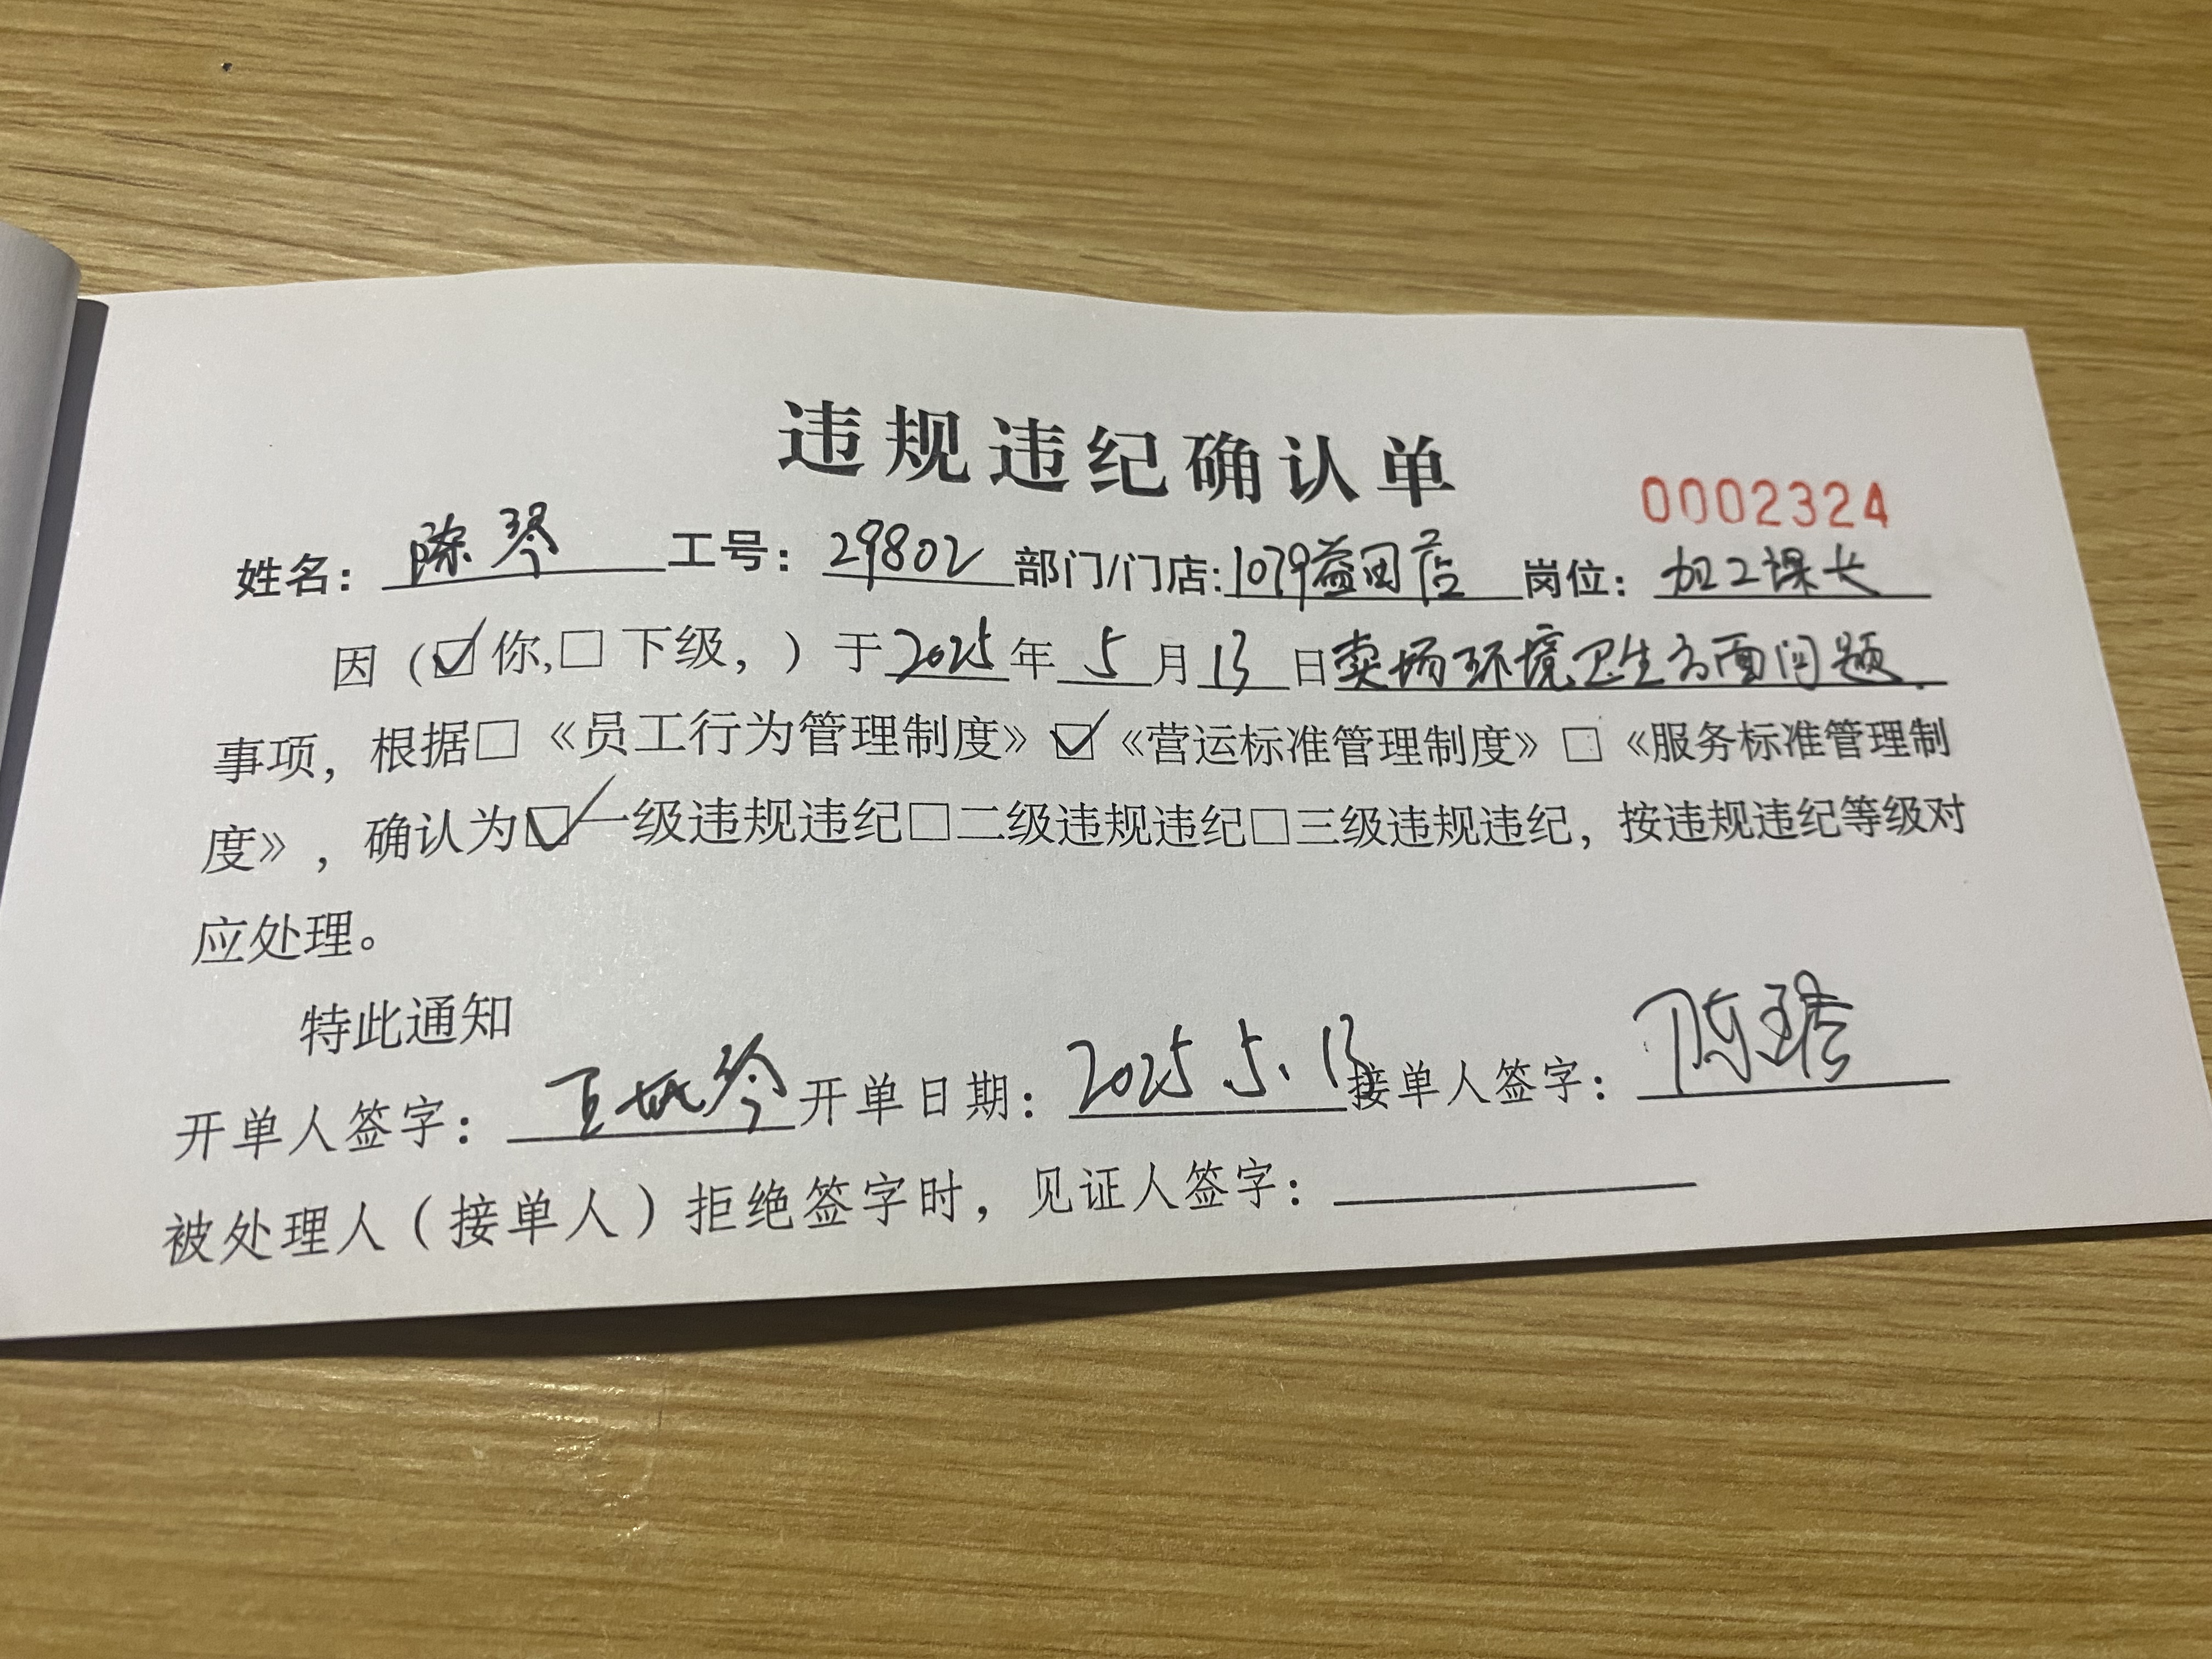 违规违纪确认单
0002324
姓名：陈琴 工号：29802 部门/门店：1079益田店 岗位：加工课长
因（☑你,☐下级，）于2025年5月13日卖场环境卫生方面问题.
事项，根据☐《员工行为管理制度》☑《营运标准管理制度》☐《服务标准管理制
度》，确认为☑一级违规违纪☐二级违规违纪☐三级违规违纪，按违规违纪等级对
应处理。
特此通知
开单人签字： 开单日期：2025.5.13 接单人签字：陈琴
被处理人（接单人）拒绝签字时，见证人签字：